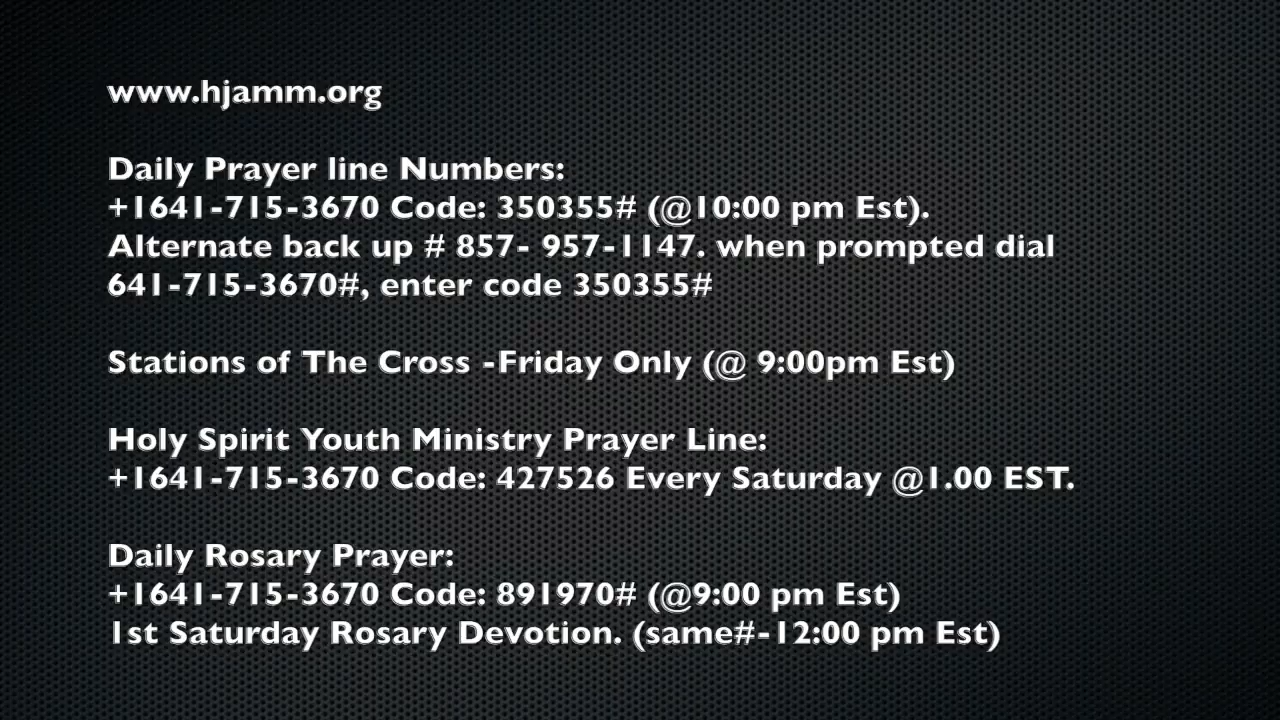 www.hjamm.org
Daily Prayer line Numbers:
+1641-715-3670 Code: 350355# (@10:00 pm Est).
Alternate back up # 857- 957-1147. when prompted dial
641-715-3670#, enter code 350355#
Stations of The Cross -Friday Only (@ 9:00pm Est)
Holy Spirit Youth Ministry Prayer Line:
+1641-715-3670 Code: 427526 Every Saturday @1.00 EST.
Daily Rosary Prayer:
+1641-715-3670 Code: 891970# (@9:00 pm Est)
1st Saturday Rosary Devotion. (same#-12:00 pm Est)